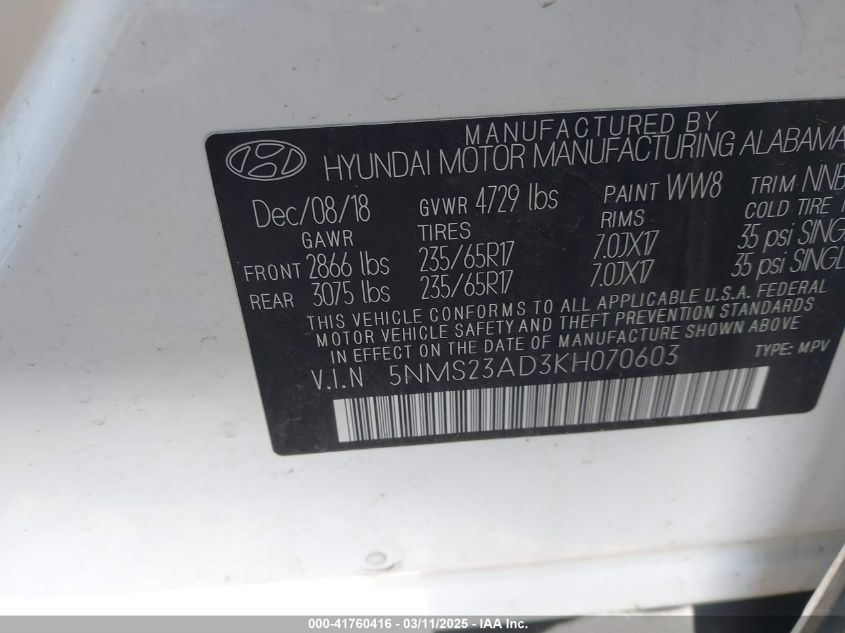 MANUFACTURED BY
HYUNDAI MOTOR MANUFACTURING ALABAMA
Dec/08/18 GVWR 4729 lbs PAINT WW8 TRIM: NNB
GAWR TIRES RIMS COLD TIRE
FRONT 2866 lbs 235/65R17 7.0JX17 35 psi SINGL
REAR 3075 lbs 235/65R17 7.0JX17 35 psi SINGL
THIS VEHICLE CONFORMS TO ALL APPLICABLE U.S.A. FEDERAL
MOTOR VEHICLE SAFETY AND THEFT PREVENTION STANDARDS
IN EFFECT ON THE DATE OF MANUFACTURE SHOWN ABOVE
V.I.N 5NMS23AD3KH070603 TYPE: MPV
000-41760416 - 03/11/2025 - IAA Inc.